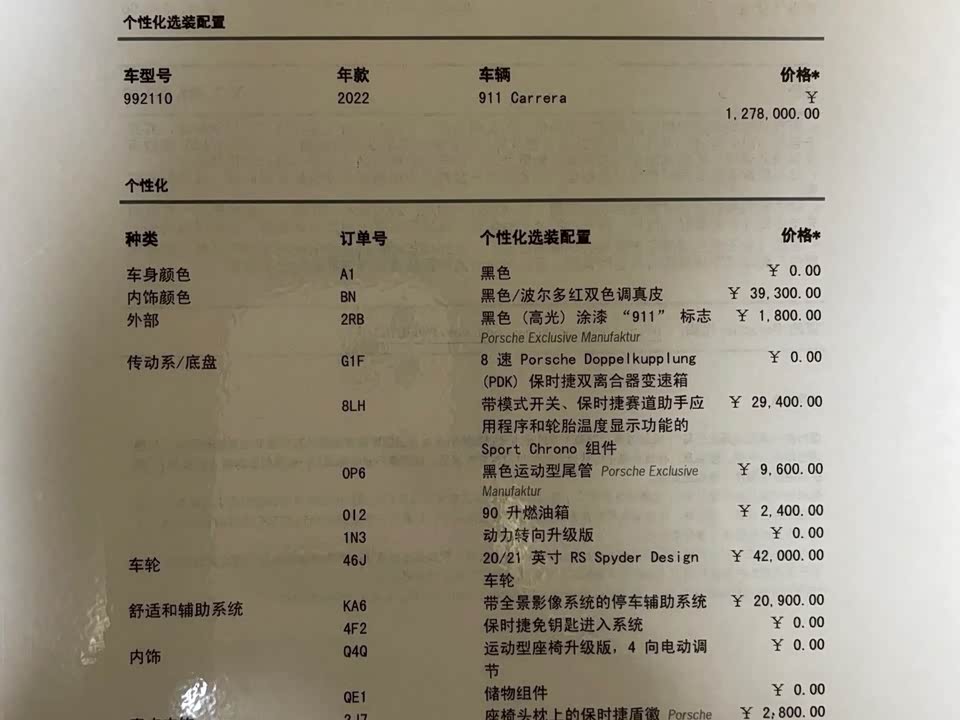 个性化选装配置
车型号 年款 车辆 价格*
992110 2022 911 Carrera ¥
1,278,000.00
个性化
种类 订单号 个性化选装配置 价格*
车身颜色 A1 黑色 ¥ 0.00
内饰颜色 BN 黑色/波尔多红双色调真皮 ¥ 39,300.00
外部 2RB 黑色 (高光) 涂漆 “911” 标志 ¥ 1,800.00
Porsche Exclusive Manufaktur
传动系/底盘 G1F 8 速 Porsche Doppelkupplung ¥ 0.00
(PDK) 保时捷双离合器变速箱
8LH 带模式开关、保时捷赛道助手应 ¥ 29,400.00
用程序和轮胎温度显示功能的
Sport Chrono 组件
0P6 黑色运动型尾管 Porsche Exclusive ¥ 9,600.00
Manufaktur
0I2 90 升燃油箱 ¥ 2,400.00
1N3 动力转向升级版 ¥ 0.00
车轮 46J 20/21 英寸 RS Spyder Design ¥ 42,000.00
车轮
舒适和辅助系统 KA6 带全景影像系统的停车辅助系统 ¥ 20,900.00
4F2 保时捷免钥匙进入系统 ¥ 0.00
内饰 Q4Q 运动型座椅升级版，4 向电动调 ¥ 0.00
节
QE1 储物组件 ¥ 0.00
座椅头枕上的保时捷盾徽 Porsche ¥ 2,800.00